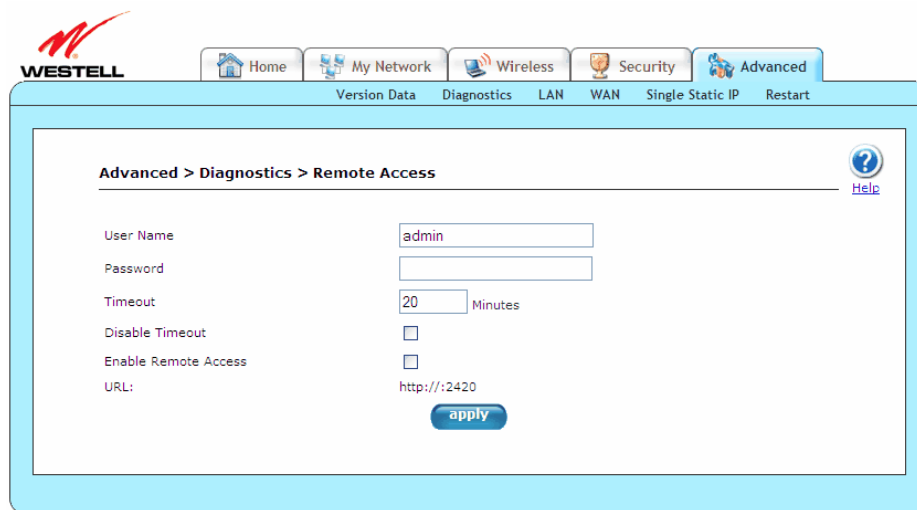 WESTELL
Home My Network Wireless Security Advanced
Version Data Diagnostics LAN WAN Single Static IP Restart
Advanced > Diagnostics > Remote Access
Help
User Name admin
Password
Timeout 20 Minutes
Disable Timeout
Enable Remote Access
URL: http://:2420
apply